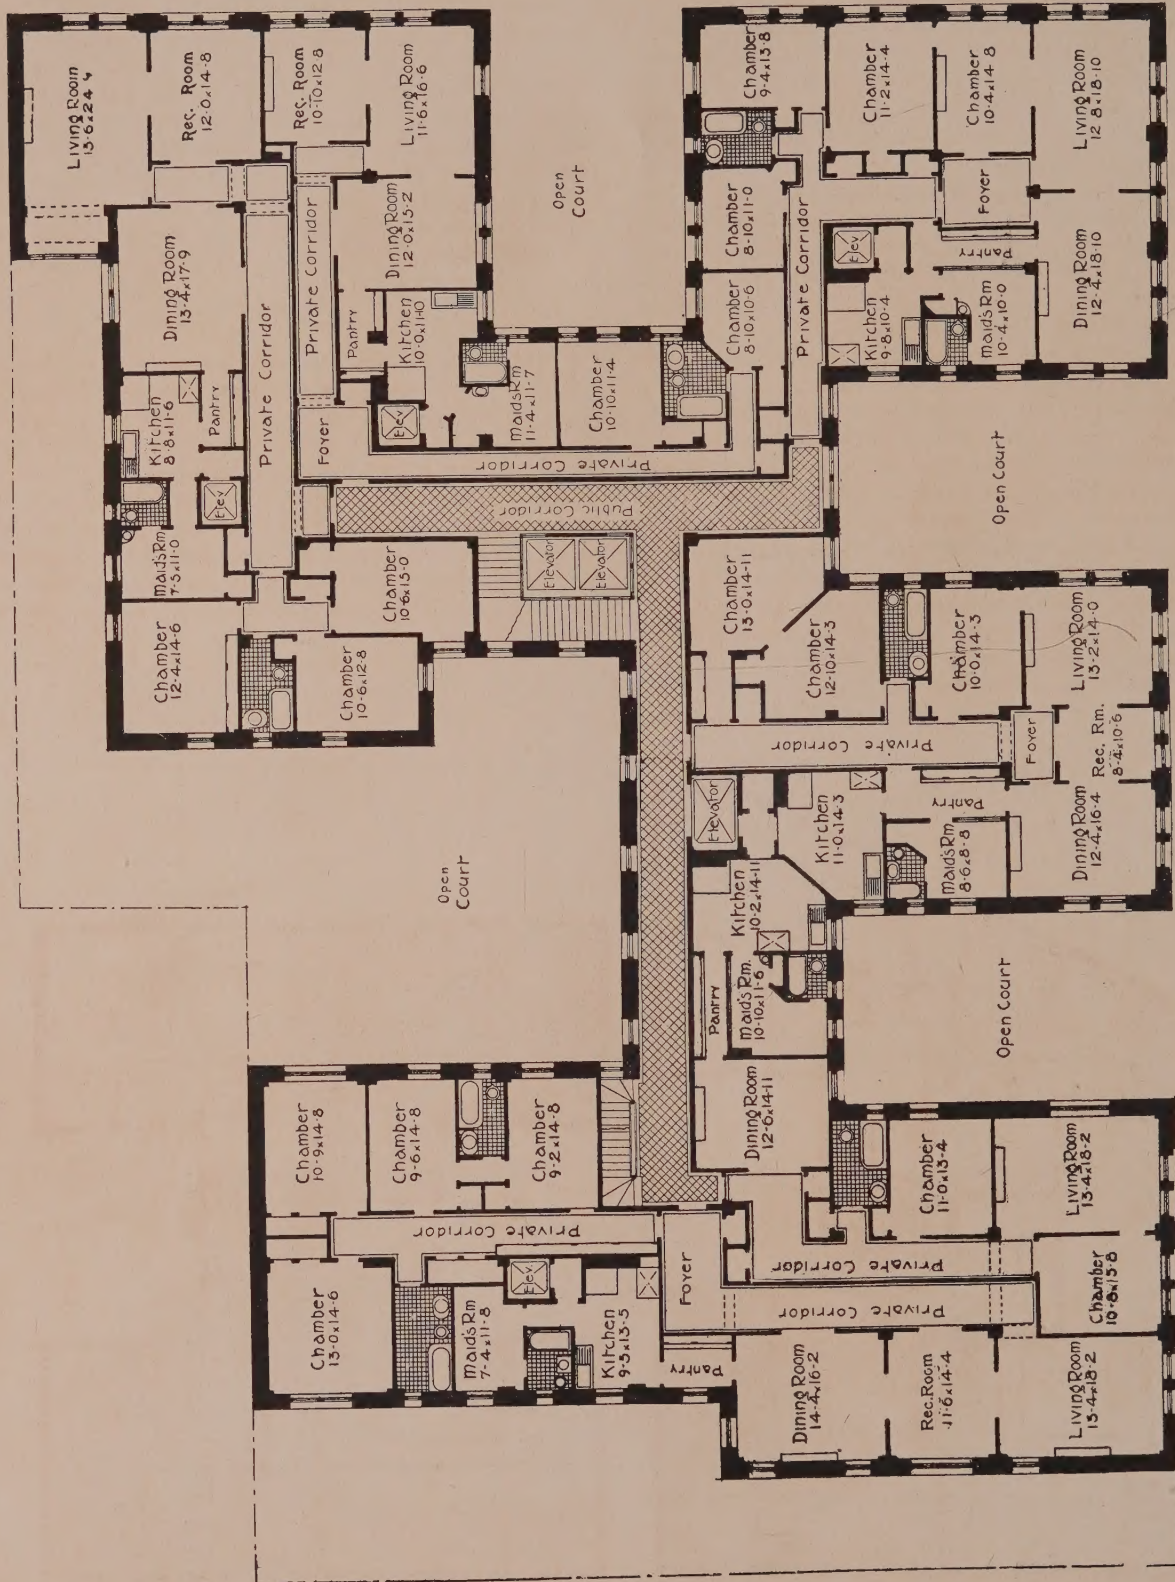 Living Room
13-6x24-4
Rec. Room
12-0x14-8
Rec. Room
10-10x12-8
Living Room
11-6x16-6
Dining Room
13-4x17-9
Private Corridor
Private Corridor
Dining Room
12-0x15-2
Pantry
Kitchen
10-0x11-0
Kitchen
8-8x11-6
Pantry
Elev
Foyer
Elev
Maid's Rm
11-4x11-7
Chamber
10-10x11-4
Private Corridor
Maid's Rm
7-5x11-0
Chamber
12-4x14-6
Chamber
10-6x15-0
Chamber
10-6x12-8
Public Corridor
Elevator
Elevator
Open
Court
Chamber
9-4x13-8
Chamber
11-2x14-4
Chamber
10-4x14-8
Living Room
12-8x18-10
Chamber
8-10x11-0
Chamber
8-10x10-6
Private Corridor
Foyer
Elev
Pantry
Kitchen
9-8x10-4
Maid's Rm
10-4x10-0
Dining Room
12-4x18-10
Open Court
Chamber
13-0x14-11
Chamber
12-10x14-3
Chamber
10-0x14-3
Living Room
13-2x14-0
Private Corridor
Foyer
Rec. Rm.
8-4x10-6
Elevator
Kitchen
11-0x14-3
Pantry
Maid's Rm
8-6x8-8
Dining Room
12-4x16-4
Kitchen
10-2x14-11
Pantry
Maid's Rm.
10-10x11-6
Dining Room
12-6x14-11
Open Court
Open
Court
Chamber
10-9x14-8
Chamber
9-6x14-8
Chamber
9-2x14-8
Private Corridor
Chamber
13-0x14-6
Maid's Rm
7-4x11-8
Elev.
Kitchen
9-5x13-5
Foyer
Pantry
Chamber
11-0x13-4
Living Room
13-4x18-2
Private Corridor
Private Corridor
Chamber
10-8x13-8
Dining Room
14-4x16-2
Rec. Room
11-6x14-4
Living Room
13-4x18-2